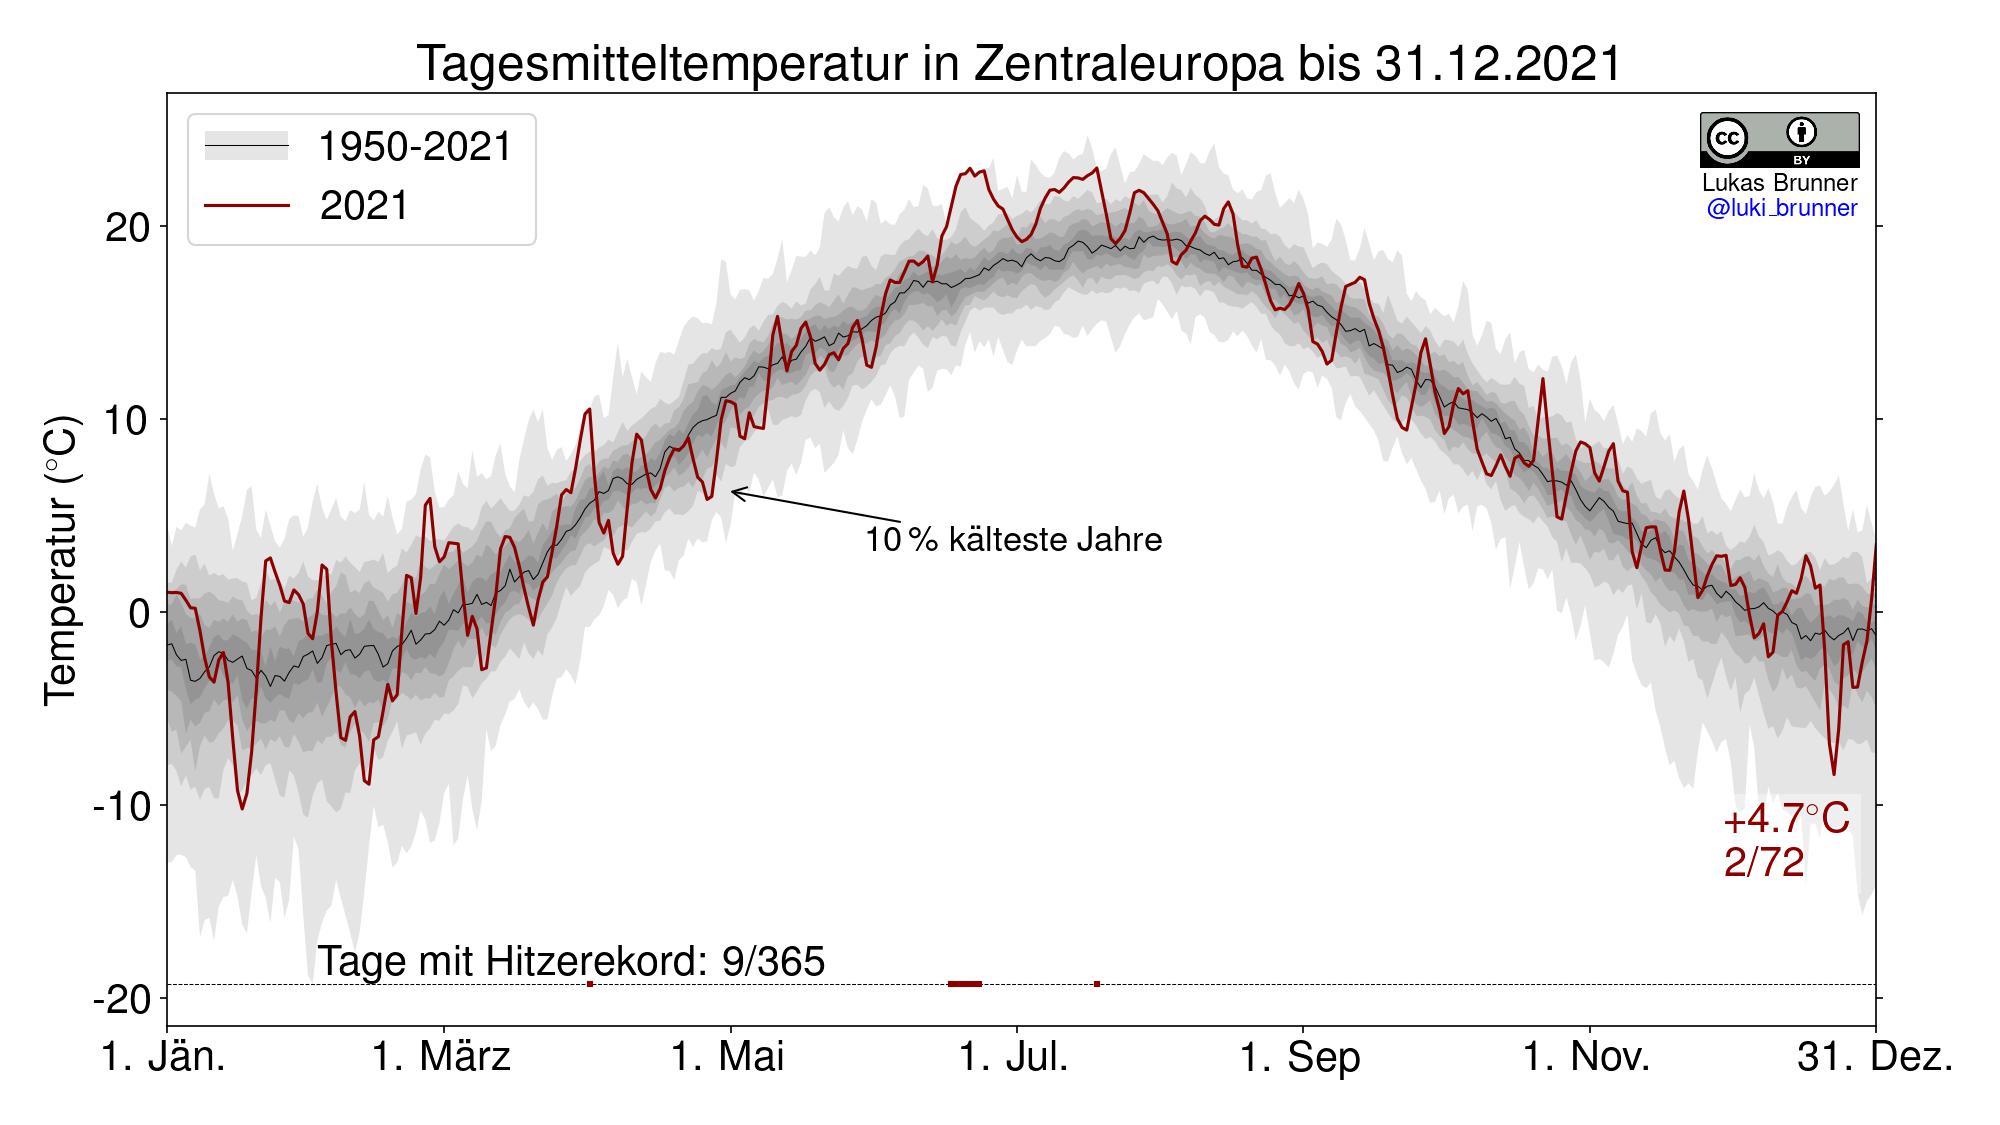 Tagesmitteltemperatur in Zentraleuropa bis 31.12.2021
1950-2021
2021
cc
BY
Lukas Brunner
@luki_brunner
Temperatur (°C)
20
10
0
-10
-20
10 % kälteste Jahre
+4.7°C
2/72
Tage mit Hitzerekord: 9/365
1. Jän.
1. März
1. Mai
1. Jul.
1. Sep
1. Nov.
31. Dez.